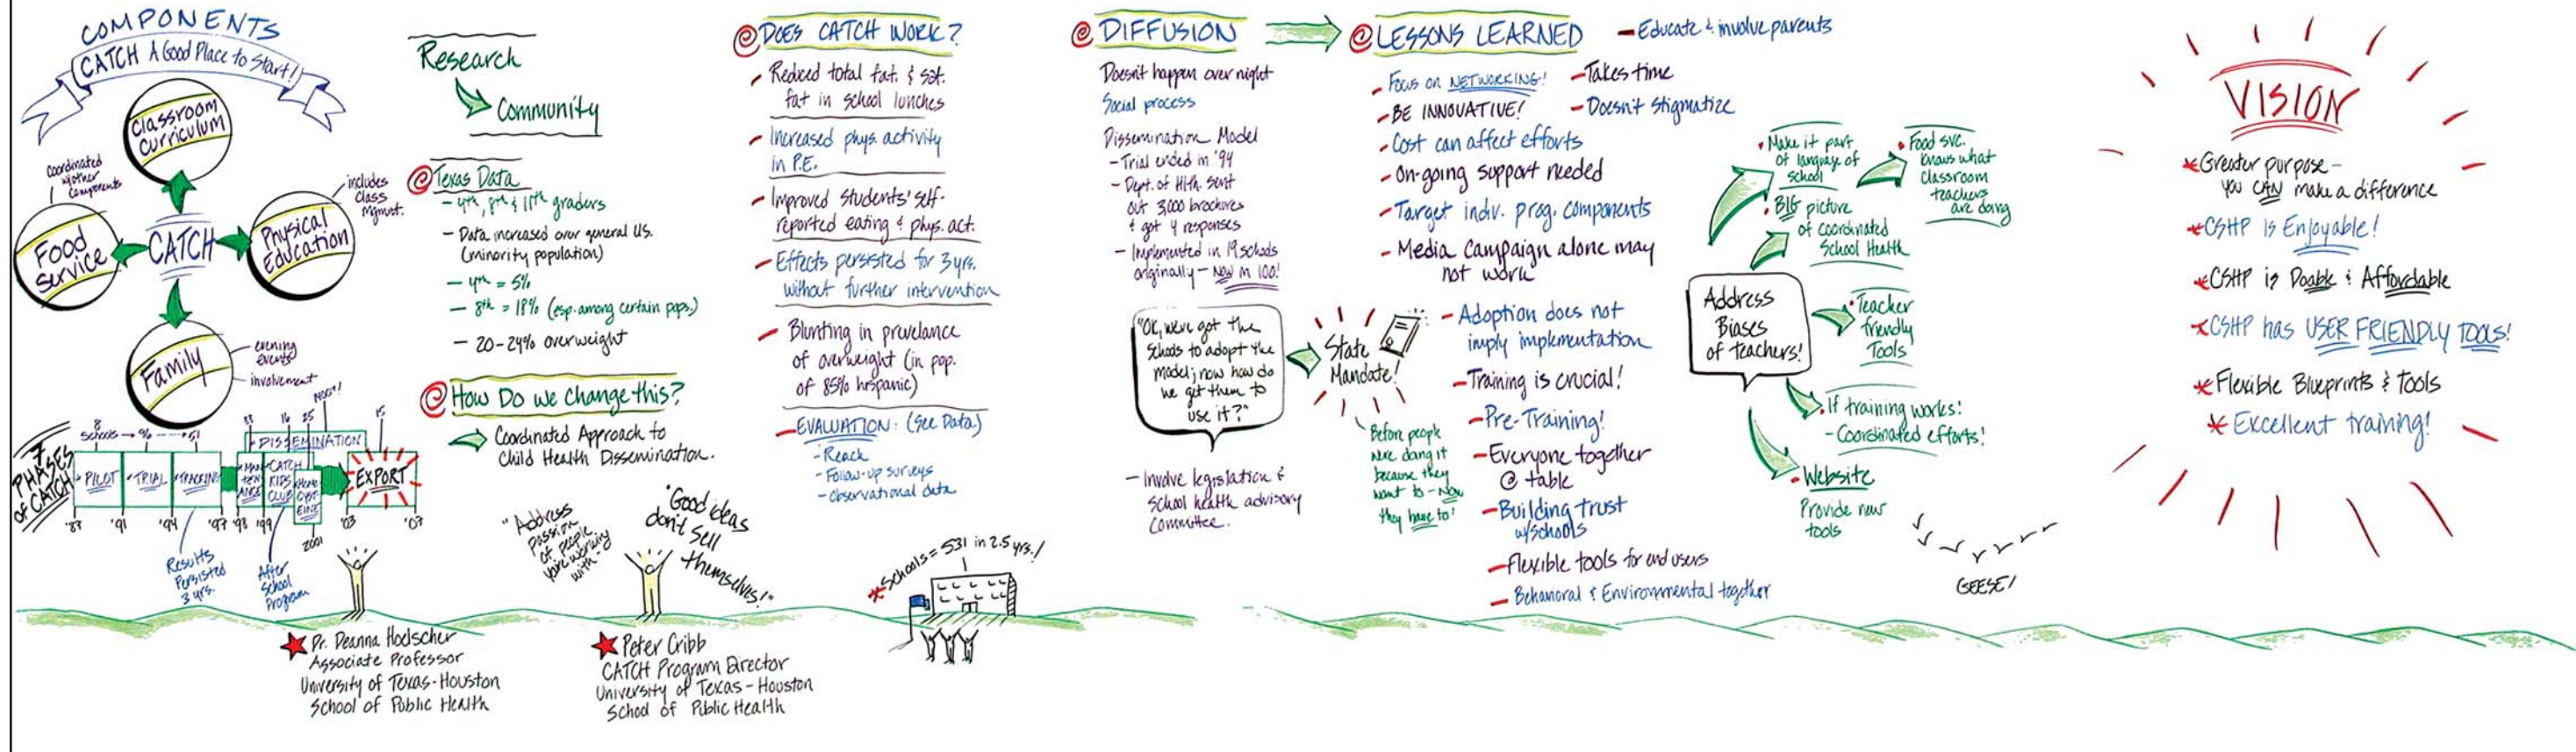 COMPONENTS
CATCH A Good Place to Start!
Classroom
Curriculum
Coordinated
w/other
components
includes
class
Mgmnt.
Food
Service
CATCH
Physical
Education
Family
evening
events
involvement
7
PHASES
of CATCH
8
Schools → 96 → 51
33
16
25
MOOT!
15
DISSEMINATION
PILOT
TRIAL
TRACKING
MAIN
TEN
ANCE
CATCH
KIDS
CLUB
EXPORT
'87
'91
'94
'97
'98
'99
2001
'03
'07
Results
Persisted
3 yrs.
After
School
Program
Research
Community
Texas Data
- 4th, 8th & 11th graders
- Data increased over general U.S.
(minority population)
- 4th = 5%
- 8th = 18% (esp. among certain pops.)
- 20-24% overweight
How Do we change this?
Coordinated Approach to
Child Health Dissemination.
"Address
passion
of people
you're working
with-"
"Good ideas
don't sell
themselves!"
Dr. Deanna Hoelscher
Associate Professor
University of Texas-Houston
School of Public Health
Peter Cribb
CATCH Program Director
University of Texas - Houston
School of Public Health
DOES CATCH WORK?
- Reduced total fat. & sat.
fat in school lunches
- Increased phys. activity
in P.E.
- Improved students' self-
reported eating & phys. act.
- Effects persisted for 3 yrs.
without further intervention
- Blunting in prevelance
of overweight (in pop.
of 85% hispanic)
- EVALUATION: (See Data)
- Reach
- Follow-up surveys
- Observational data
* Schools = 531 in 2.5 yrs.!
DIFFUSION
Doesn't happen over night
Social process
Dissemination Model
- Trial ended in '94
- Dept. of Hlth. sent
out 3,000 brochures
& got 4 responses
- Implemented in 19 schools
originally - Now in 100!
"OK, we've got the
schools to adopt the
model; now how do
we get them to
use it?"
State
Mandate!
Before people
were doing it
because they
want to - Now
they have to!
- Involve legislation &
School health advisory
Committee.
LESSONS LEARNED
- Educate & involve parents
- Focus on NETWORKING!
- Takes time
- BE INNOVATIVE!
- Doesn't stigmatize
- Cost can affect efforts
- On-going support needed
- Target indiv. prog. components
- Media Campaign alone may
not work
- Adoption does not
imply implementation
- Training is crucial!
- Pre-Training!
- Everyone together
@ table
- Building trust
w/schools
- Flexible tools for end users
- Behavioral & Environmental together
Address
Biases
of teachers!
• Make it part
of language of
school
• Food svc.
knows what
classroom
teachers
are doing
• BIG picture
of coordinated
School Health
• Teacher
friendly
Tools
• If training works:
- Coordinated efforts!
- Website
Provide new
tools
GEESE!
VISION
* Greater purpose -
you CAN make a difference
* CSHP is Enjoyable!
* CSHP is Doable & Affordable
* CSHP has USER FRIENDLY TOOLS!
* Flexible Blueprints & Tools
* Excellent training!